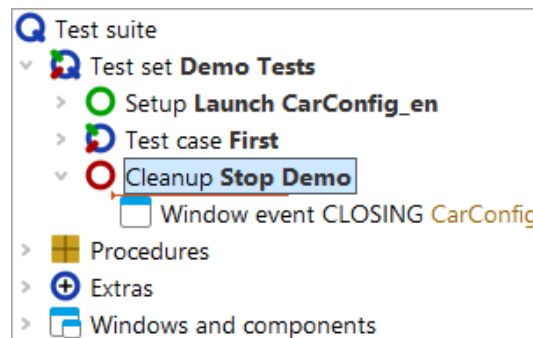 Test suite
Test set Demo Tests
Setup Launch CarConfig_en
Test case First
Cleanup Stop Demo
Window event CLOSING CarConfig
Procedures
Extras
Windows and components